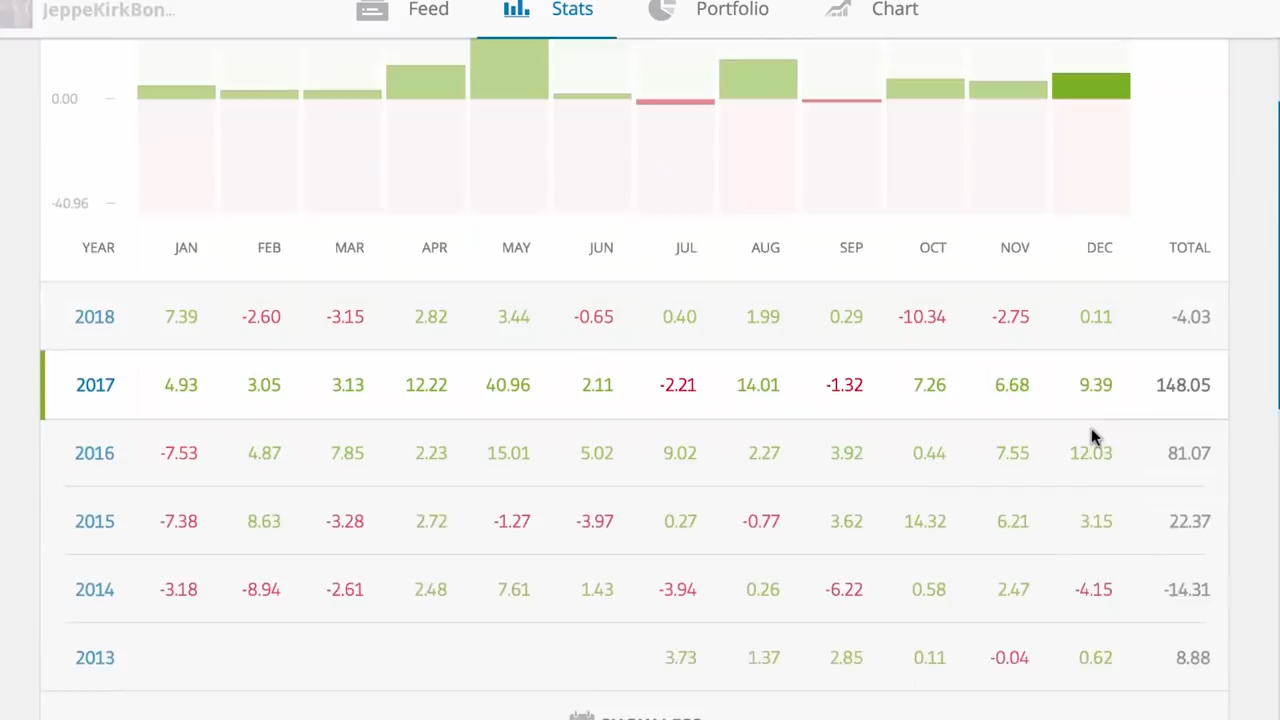 JeppeKirkBon... Feed Stats Portfolio Chart
0.00
-40.96
YEAR JAN FEB MAR APR MAY JUN JUL AUG SEP OCT NOV DEC TOTAL
2018 7.39 -2.60 -3.15 2.82 3.44 -0.65 0.40 1.99 0.29 -10.34 -2.75 0.11 -4.03
2017 4.93 3.05 3.13 12.22 40.96 2.11 -2.21 14.01 -1.32 7.26 6.68 9.39 148.05
2016 -7.53 4.87 7.85 2.23 15.01 5.02 9.02 2.27 3.92 0.44 7.55 12.03 81.07
2015 -7.38 8.63 -3.28 2.72 -1.27 -3.97 0.27 -0.77 3.62 14.32 6.21 3.15 22.37
2014 -3.18 -8.94 -2.61 2.48 7.61 1.43 -3.94 0.26 -6.22 0.58 2.47 -4.15 -14.31
2013 3.73 1.37 2.85 0.11 -0.04 0.62 8.88